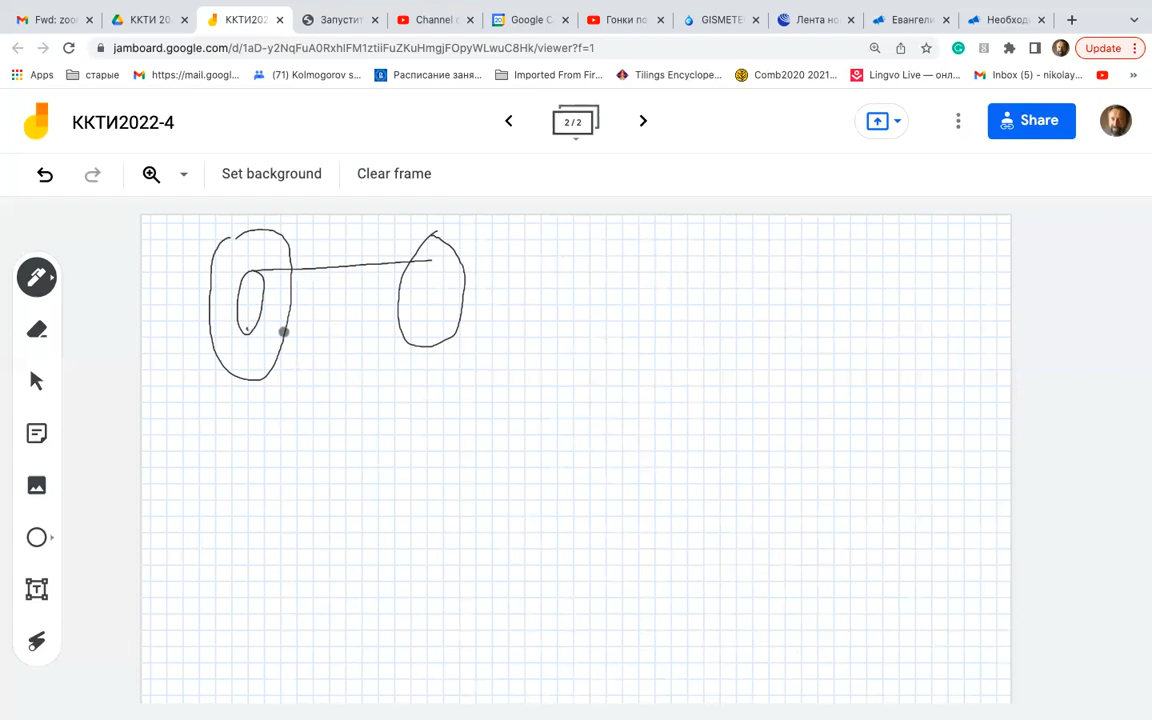 Fwd: zoo
ККТИ 20
ККТИ202
Запусти
Channel c
Google C
Гонки по
GISMETE
Лента но
Евангели
Необход
jamboard.google.com/d/1aD-y2NqFuA0RxhIFM1ztiiFuZKuHmgjFOpyWLwuC8Hk/viewer?f=1
Update
Apps
старые
https://mail.googl...
(71) Kolmogorov s...
Расписание заня...
Imported From Fir...
Tilings Encyclope...
Comb2020 2021...
Lingvo Live — онл...
Inbox (5) - nikolay...
ККТИ2022-4
2/2
Share
Set background
Clear frame